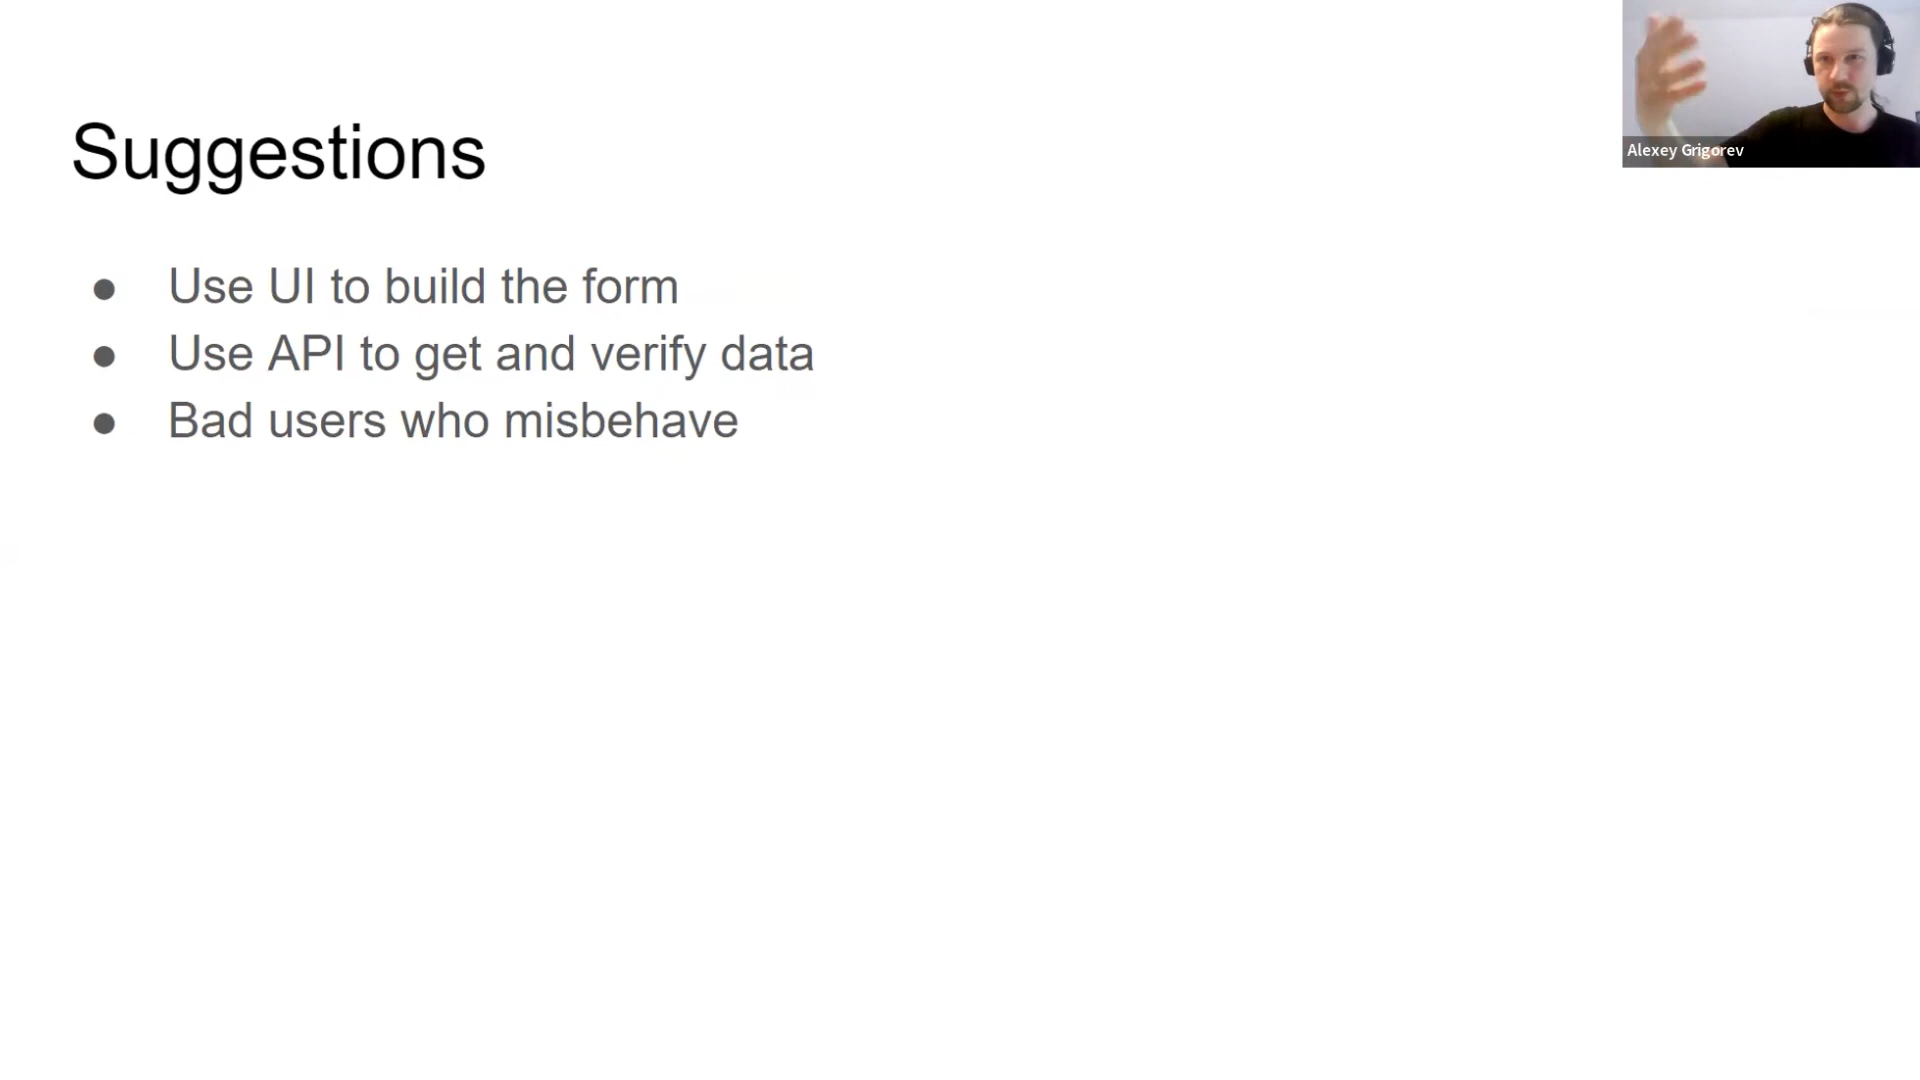 Suggestions
● Use UI to build the form
● Use API to get and verify data
● Bad users who misbehave
Alexey Grigorev